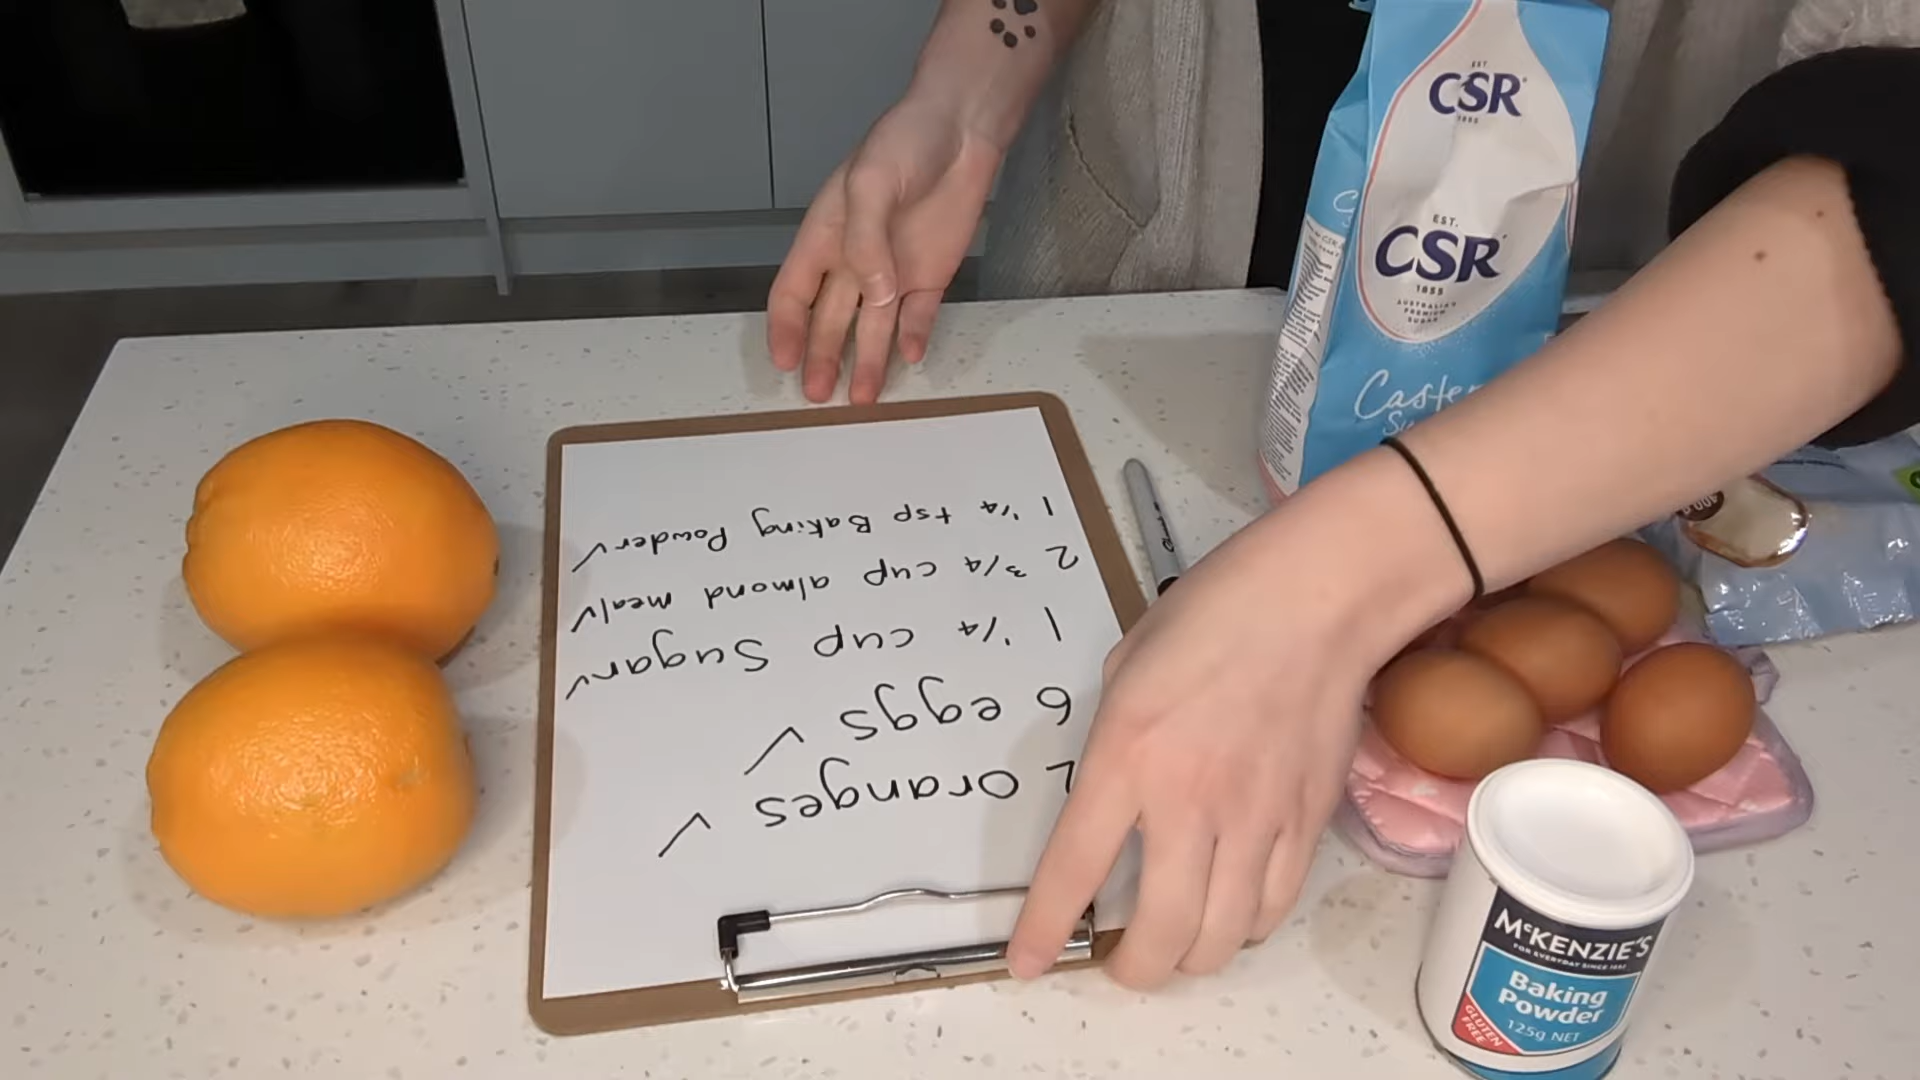 2 Oranges ✓
6 eggs ✓
1 1/4 cup Sugar ✓
2 3/4 cup almond meal ✓
1 1/4 tsp Baking Powder ✓
EST
CSR
1855
EST.
CSR
1855
AUSTRALIA'S
PREMIUM
SUGAR
Caster
McKENZIE'S
FOR EVERYDAY SINCE 1852
Baking
Powder
125g NET
GLUTEN
FREE